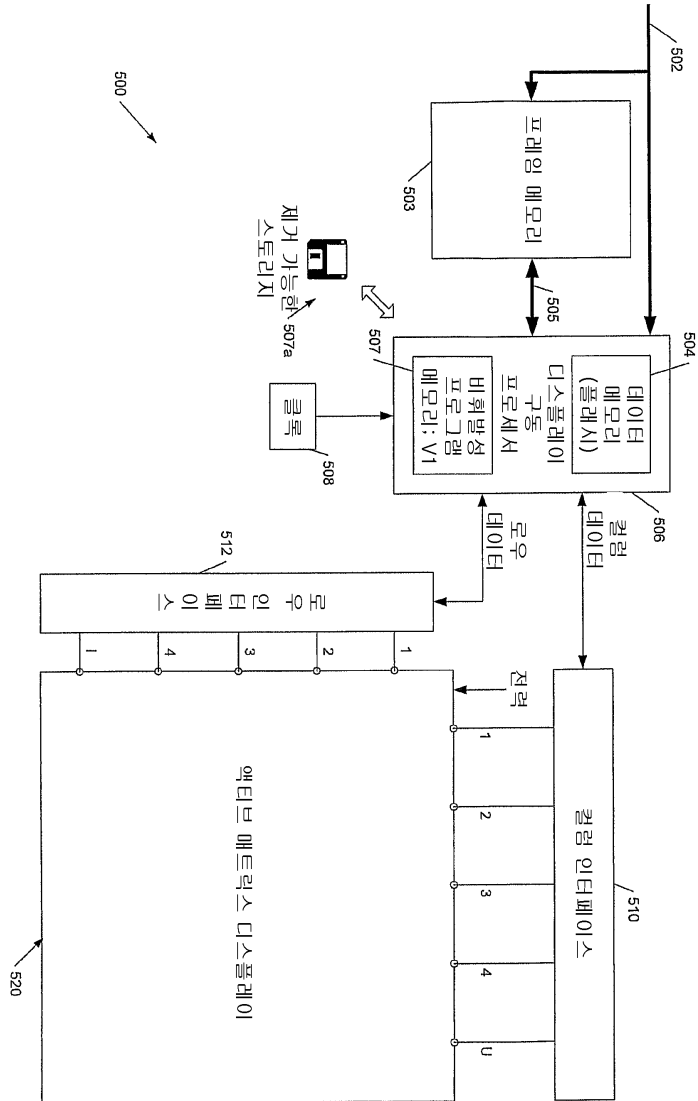 502
500
프레임 메모리
503
제거 가능한
스토리지
507a
505
504
507
데이터
메모리
(플래시)
디스플레이
구동
프로세서
비휘발성
프로그램
메모리; V1
506
클록
508
컬럼
데이터
로우
데이터
512
로우 인터페이스
1
2
3
4
I
전력
1
2
3
4
U
컬럼 인터페이스
510
액티브 매트릭스 디스플레이
520